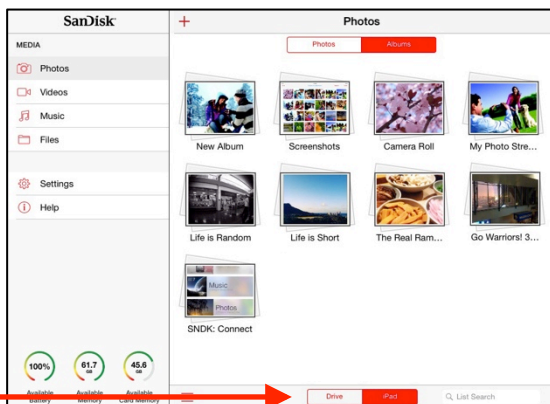 SanDisk
MEDIA
Photos
Videos
Music
Files
Settings
Help
100%
61.7
GB
45.6
GB
Available
Battery
Available
Memory
Available
Card Memory
+
Photos
Photos
Albums
New Album
Screenshots
Camera Roll
My Photo Stre...
Life is Random
Life is Short
The Real Ram...
Go Warriors! 3...
Music
Photos
SNDK: Connect
Drive
iPad
List Search